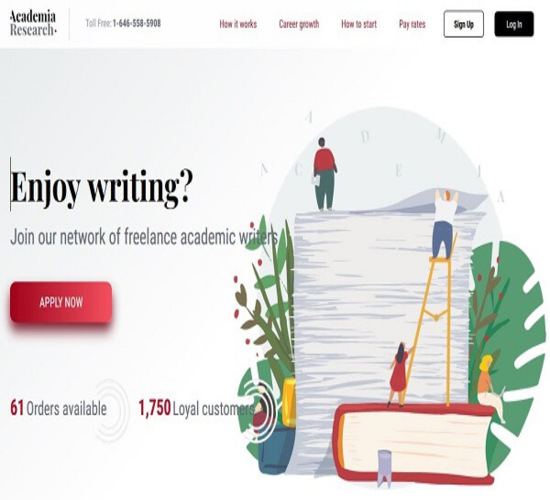 Academia
Research
Toll Free: 1-646-558-5908
How it works
Career growth
How to start
Pay rates
Sign Up
Log In
Enjoy writing?
Join our network of freelance academic writers
APPLY NOW
61 Orders available
1,750 Loyal customers
A
D
M
N
C
E
I
A